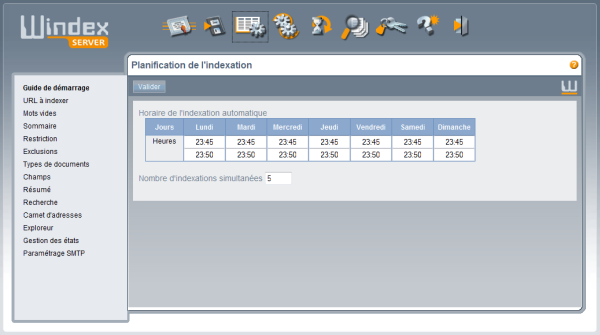 Windex
SERVER
Planification de l'indexation
Valider
Guide de démarrage
URL à indexer
Mots vides
Sommaire
Restriction
Exclusions
Types de documents
Champs
Résumé
Recherche
Carnet d'adresses
Exploreur
Gestion des états
Paramétrage SMTP
Horaire de l'indexation automatique
Jours Lundi Mardi Mercredi Jeudi Vendredi Samedi Dimanche
Heures 23:45 23:45 23:45 23:45 23:45 23:45 23:45
23:50 23:50 23:50 23:50 23:50 23:50 23:50
Nombre d'indexations simultanées 5